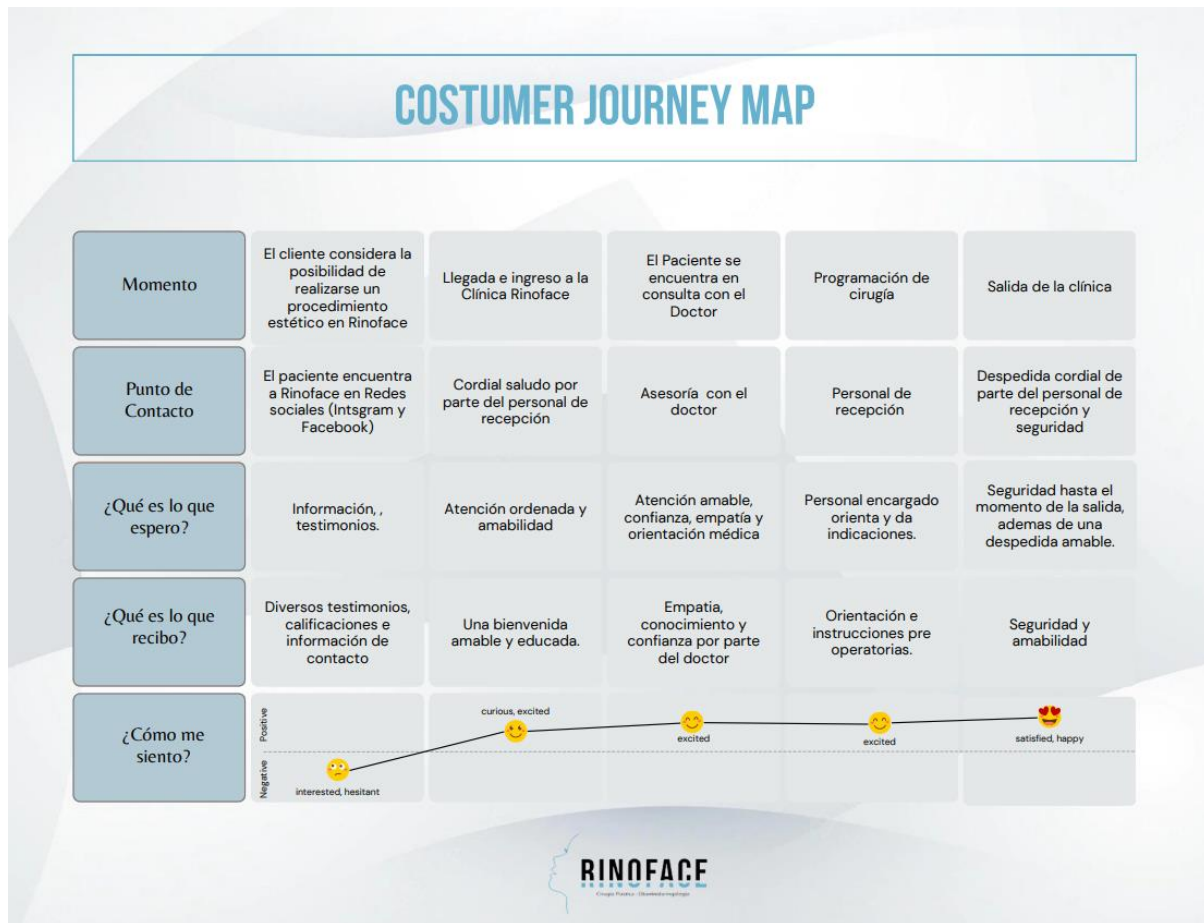 COSTUMER JOURNEY MAP
Momento
El cliente considera la
posibilidad de
realizarse un
procedimiento
estético en Rinoface
Llegada e ingreso a la
Clínica Rinoface
El Paciente se
encuentra en
consulta con el
Doctor
Programación de
cirugía
Salida de la clínica
Punto de
Contacto
El paciente encuentra
a Rinoface en Redes
sociales (Intsgram y
Facebook)
Cordial saludo por
parte del personal de
recepción
Asesoría con el
doctor
Personal de
recepción
Despedida cordial de
parte del personal de
recepción y
seguridad
¿Qué es lo que
espero?
Información, ,
testimonios.
Atención ordenada y
amabilidad
Atención amable,
confianza, empatía y
orientación médica
Personal encargado
orienta y da
indicaciones.
Seguridad hasta el
momento de la salida,
ademas de una
despedida amable.
¿Qué es lo que
recibo?
Diversos testimonios,
calificaciones e
información de
contacto
Una bienvenida
amable y educada.
Empatia,
conocimiento y
confianza por parte
del doctor
Orientación e
instrucciones pre
operatorias.
Seguridad y
amabilidad
¿Cómo me
siento?
Positive
Negative
interested, hesitant
curious, excited
excited
excited
satisfied, happy
RINOFACE